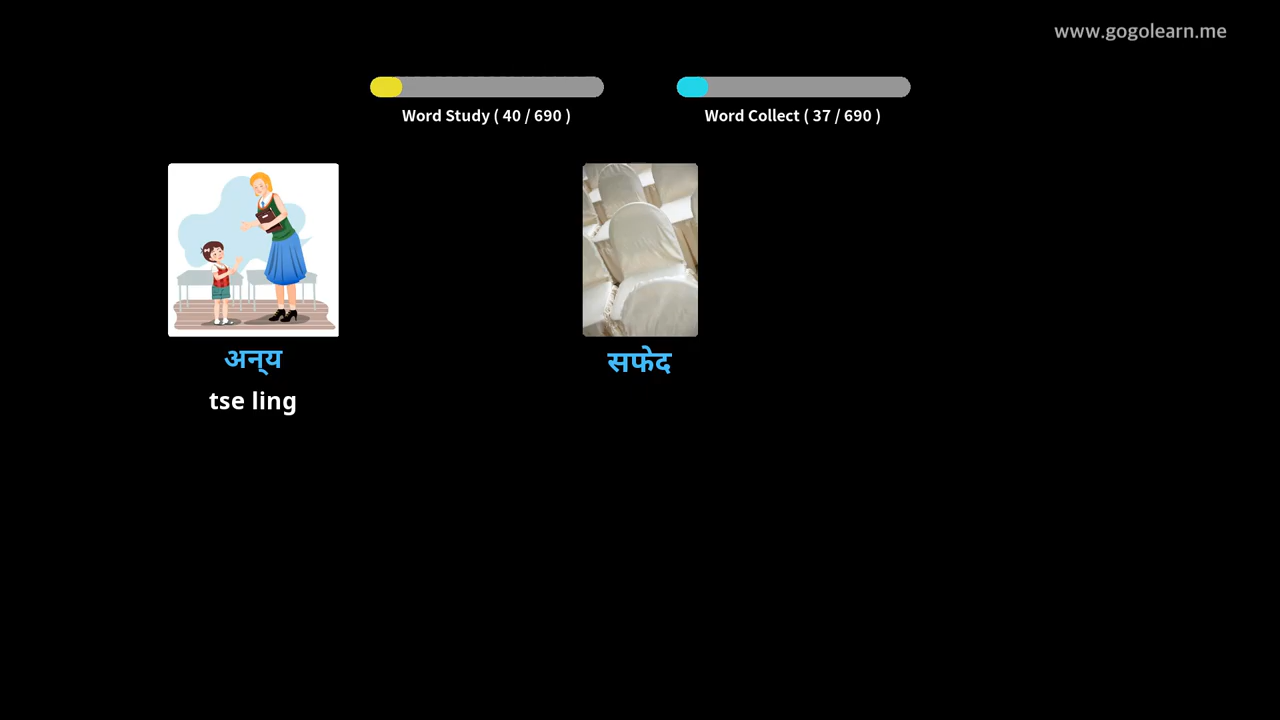 www.gogolearn.me
Word Study ( 40 / 690 )
Word Collect ( 37 / 690 )
अन्‌य
tse ling
सफेद